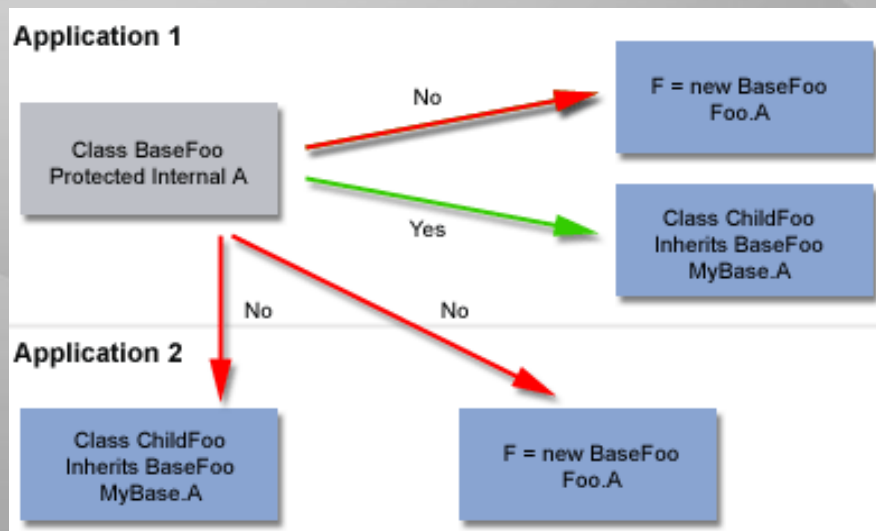 Application 1
Class BaseFoo
Protected Internal A
No
F = new BaseFoo
Foo.A
Yes
Class ChildFoo
Inherits BaseFoo
MyBase.A
No
No
Application 2
Class ChildFoo
Inherits BaseFoo
MyBase.A
F = new BaseFoo
Foo.A